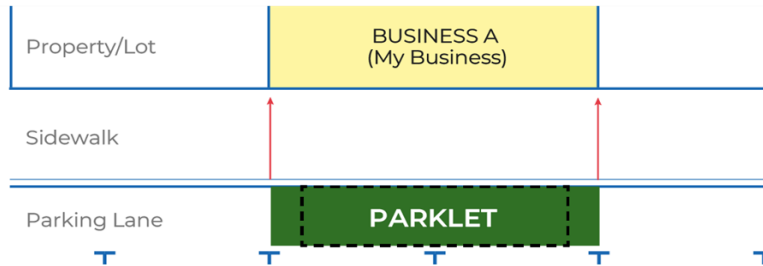 Property/Lot
BUSINESS A
(My Business)
Sidewalk
Parking Lane
PARKLET